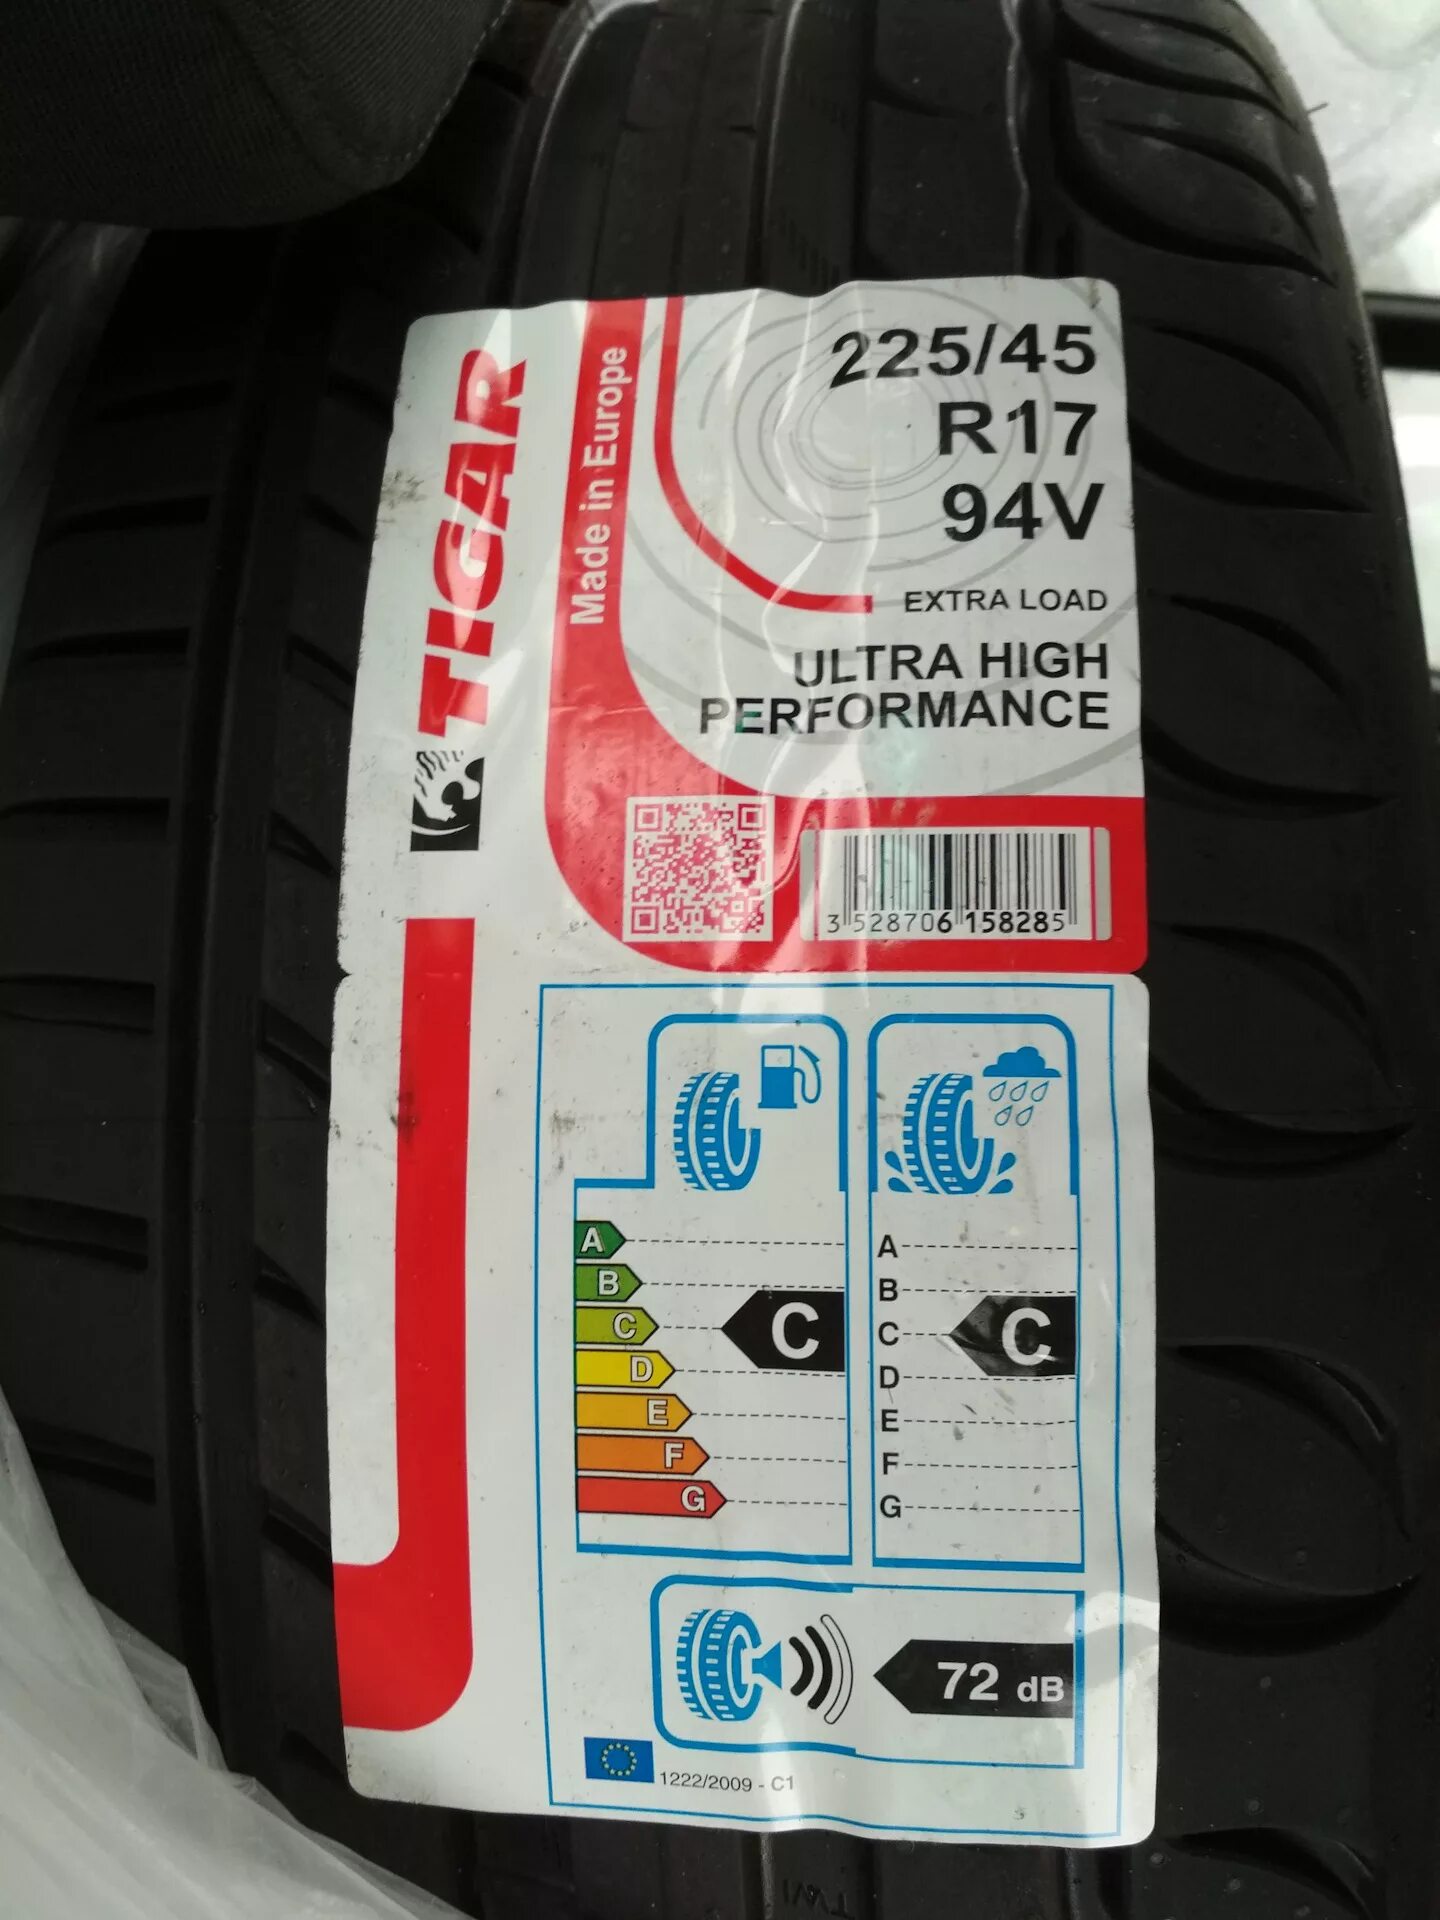 TIGAR
Made in Europe
225/45
R17
94V
EXTRA LOAD
ULTRA HIGH
PERFORMANCE
3 528706 158285
A
B
C
D
E
F
G
C
A
B
C
D
E
F
G
C
72 dB
1222/2009 - C1
TWI